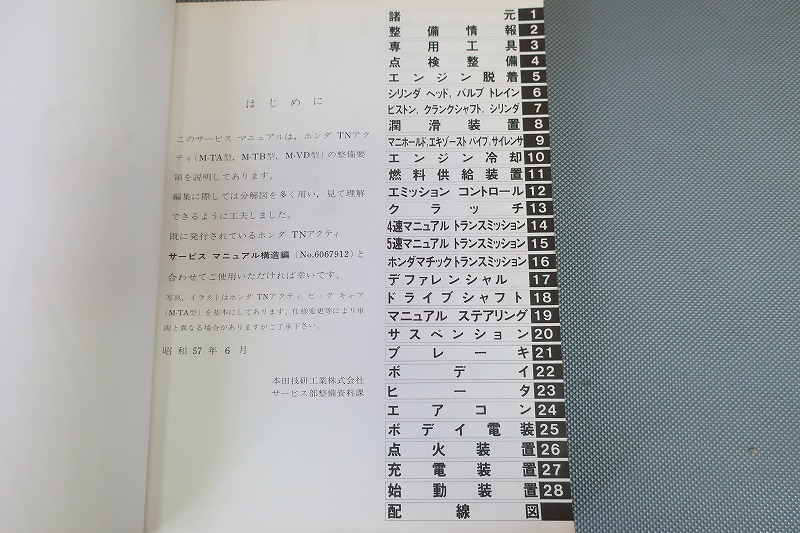 はじめに
このサービス マニュアルは、ホンダ TNアク
ティ(M-TA型、M-TB型、M-VD型)の整備要
領を説明してあります。
編集に際しては分解図を多く用い、見て理解
できるように工夫しました。
既に発行されているホンダ TNアクティ
サービス マニュアル構造編(No.6067912)と
合わせてご使用いただければ幸いです。
写真、イラストはホンダ TNアクティ ビッグ キャブ
(M-TA型)を基本にしてあります。仕様変更等により車
両と異なる場合がありますがご了承下さい。
昭和 57 年 6 月
本田技研工業株式会社
サービス部整備資料課
諸元 1
整備情報 2
専用工具 3
点検整備 4
エンジン脱着 5
シリンダ ヘッド, バルブ トレイン 6
ピストン, クランクシャフト, シリンダ 7
潤滑装置 8
マニホールド, エキゾースト パイプ, サイレンサ 9
エンジン冷却 10
燃料供給装置 11
エミッション コントロール 12
クラッチ 13
4速マニュアル トランスミッション 14
5速マニュアル トランスミッション 15
ホンダマチック トランスミッション 16
デファレンシャル 17
ドライブシャフト 18
マニュアル ステアリング 19
サスペンション 20
ブレーキ 21
ボデイ 22
ヒータ 23
エアコン 24
ボデイ電装 25
点火装置 26
充電装置 27
始動装置 28
配線図